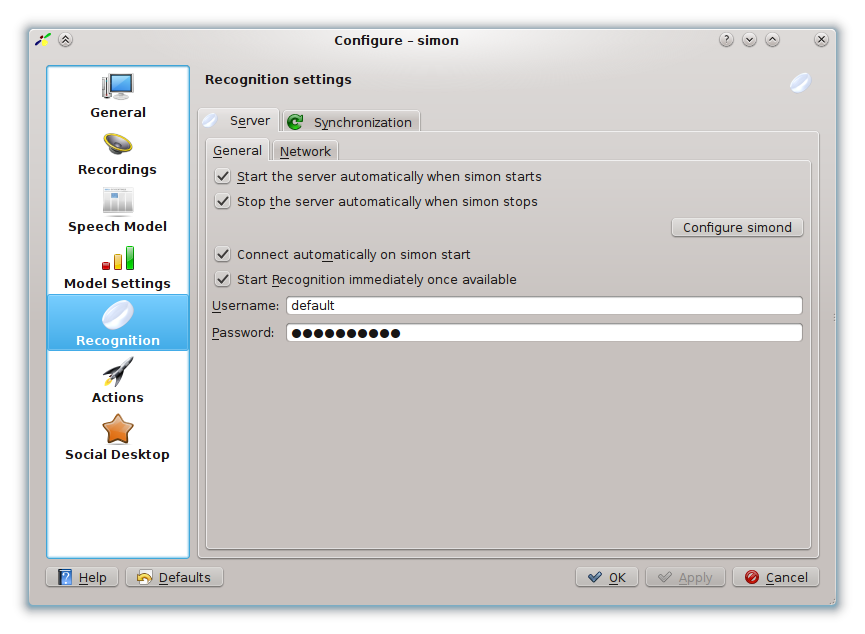 Configure – simon
Recognition settings
General
Recordings
Speech Model
Model Settings
Recognition
Actions
Social Desktop
Server
Synchronization
General
Network
Start the server automatically when simon starts
Stop the server automatically when simon stops
Configure simond
Connect automatically on simon start
Start Recognition immediately once available
Username: default
Password: ●●●●●●●●●●
Help
Defaults
OK
Apply
Cancel